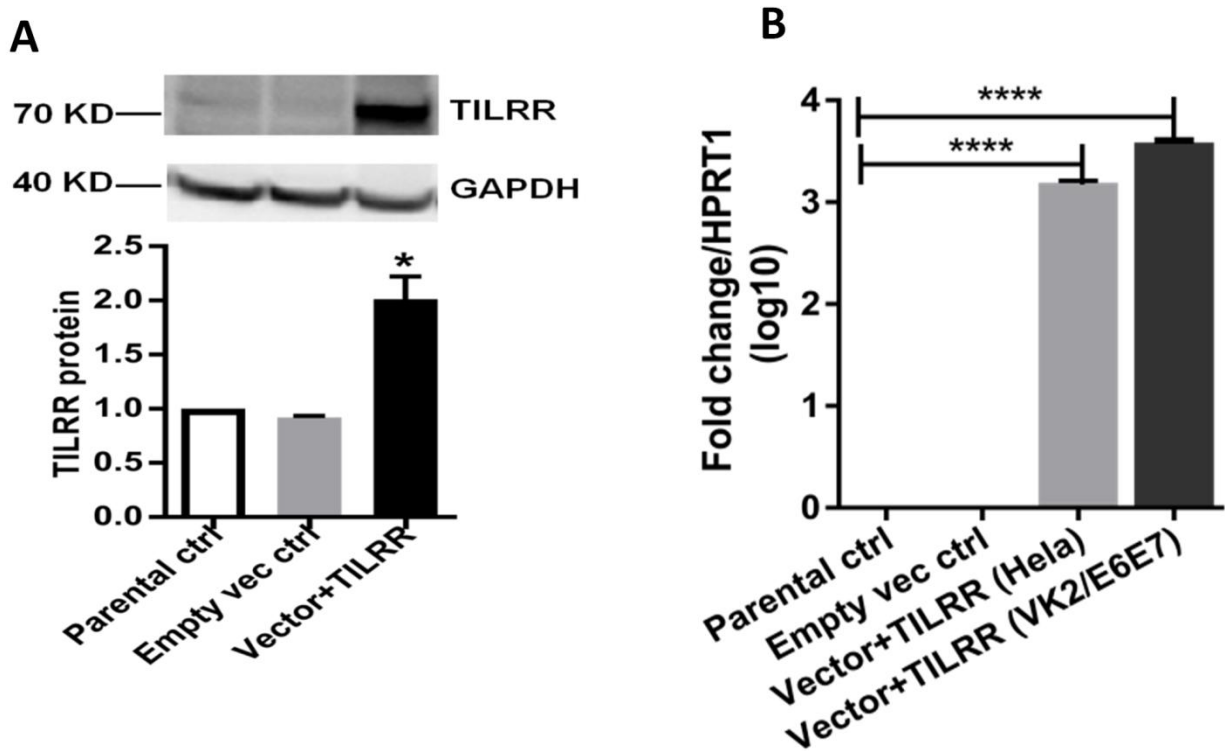 A
70 KD
TILRR
40 KD
GAPDH
TILRR protein
2.5
2.0
1.5
1.0
0.5
0.0
*
Parental ctrl
Empty vec ctrl
Vector+TILRR
B
Fold change/HPRT1
(log10)
4
3
2
1
0
****
****
Parental ctrl
Empty vec ctrl
Vector+TILRR (Hela)
Vector+TILRR (VK2/E6E7)